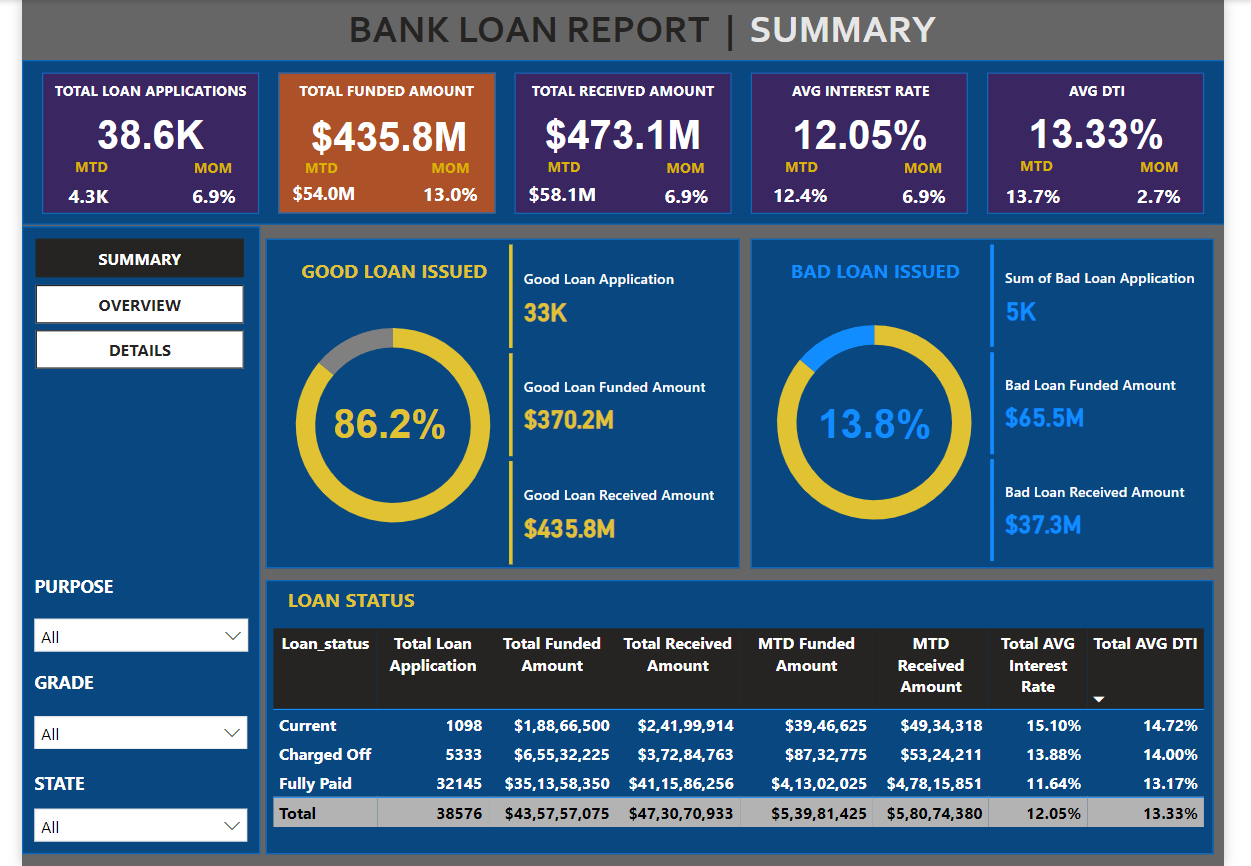 BANK LOAN REPORT | SUMMARY
TOTAL LOAN APPLICATIONS
38.6K
MTD MOM
4.3K 6.9%
TOTAL FUNDED AMOUNT
$435.8M
MTD MOM
$54.0M 13.0%
TOTAL RECEIVED AMOUNT
$473.1M
MTD MOM
$58.1M 6.9%
AVG INTEREST RATE
12.05%
MTD MOM
12.4% 6.9%
AVG DTI
13.33%
MTD MOM
13.7% 2.7%
SUMMARY
OVERVIEW
DETAILS
PURPOSE
All
GRADE
All
STATE
All
GOOD LOAN ISSUED
86.2%
Good Loan Application
33K
Good Loan Funded Amount
$370.2M
Good Loan Received Amount
$435.8M
BAD LOAN ISSUED
13.8%
Sum of Bad Loan Application
5K
Bad Loan Funded Amount
$65.5M
Bad Loan Received Amount
$37.3M
LOAN STATUS
Loan_status Total Loan Application Total Funded Amount Total Received Amount MTD Funded Amount MTD Received Amount Total AVG Interest Rate Total AVG DTI
Current 1098 $1,88,66,500 $2,41,99,914 $39,46,625 $49,34,318 15.10% 14.72%
Charged Off 5333 $6,55,32,225 $3,72,84,763 $87,32,775 $53,24,211 13.88% 14.00%
Fully Paid 32145 $35,13,58,350 $41,15,86,256 $4,13,02,025 $4,78,15,851 11.64% 13.17%
Total 38576 $43,57,57,075 $47,30,70,933 $5,39,81,425 $5,80,74,380 12.05% 13.33%